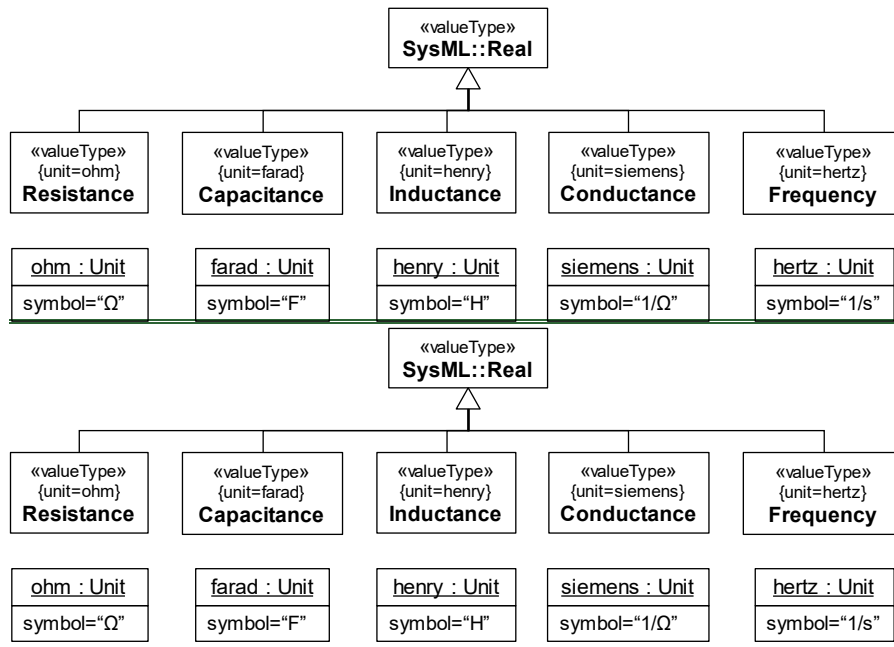 «valueType»
SysML::Real
«valueType» «valueType» «valueType» «valueType» «valueType»
{unit=ohm} {unit=farad} {unit=henry} {unit=siemens} {unit=hertz}
Resistance Capacitance Inductance Conductance Frequency
ohm : Unit farad : Unit henry : Unit siemens : Unit hertz : Unit
symbol=“Ω” symbol=“F” symbol=“H” symbol=“1/Ω” symbol=“1/s”
«valueType»
SysML::Real
«valueType» «valueType» «valueType» «valueType» «valueType»
{unit=ohm} {unit=farad} {unit=henry} {unit=siemens} {unit=hertz}
Resistance Capacitance Inductance Conductance Frequency
ohm : Unit farad : Unit henry : Unit siemens : Unit hertz : Unit
symbol=“Ω” symbol=“F” symbol=“H” symbol=“1/Ω” symbol=“1/s”